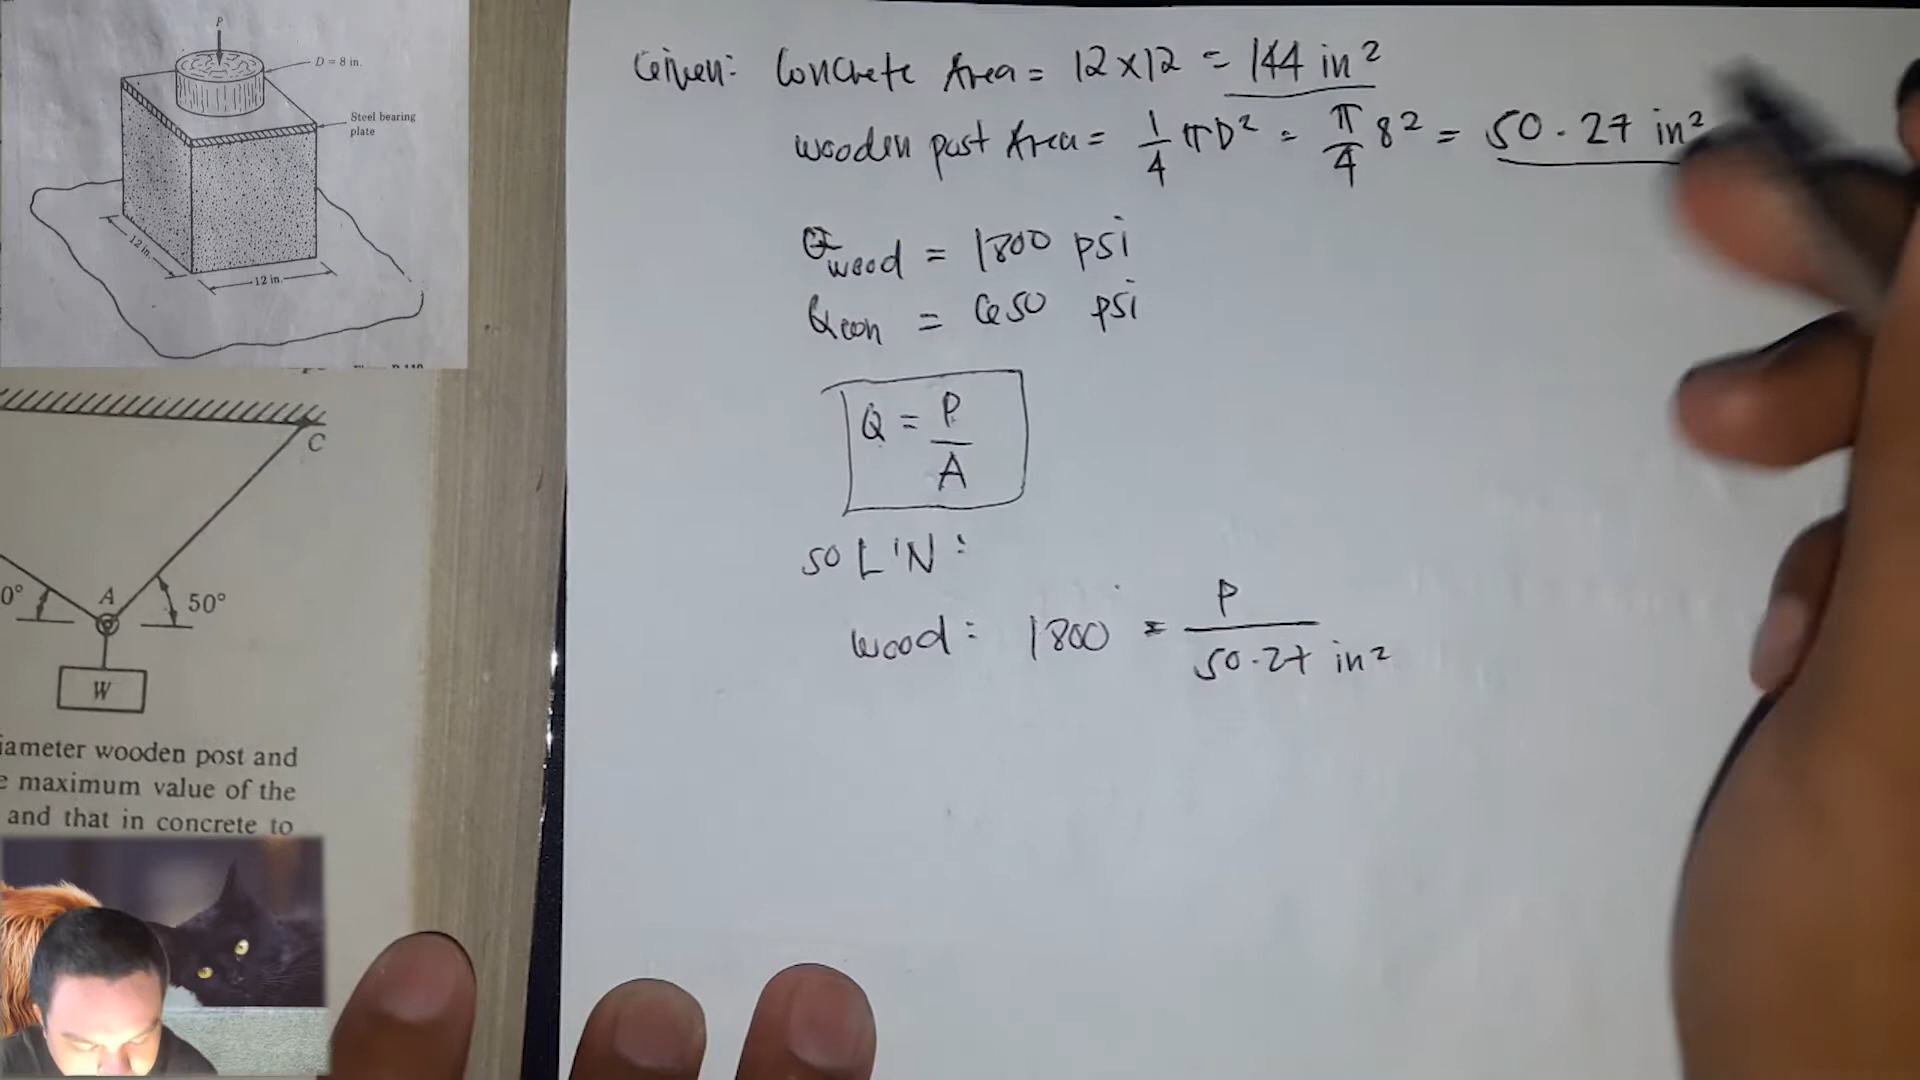 P
D = 8 in.
Steel bearing
plate
12 in.
12 in.
C
A
0°
50°
W
iameter wooden post and
e maximum value of the
and that in concrete to
Given: Concrete Area = 12 x 12 = 144 in²
wooden post Area = 1/4 πD² = π/4 8² = 50.27 in²
σwood = 1800 psi
σcon = 650 psi
σ = P/A
SOL'N:
wood: 1800 = P / 50.27 in²